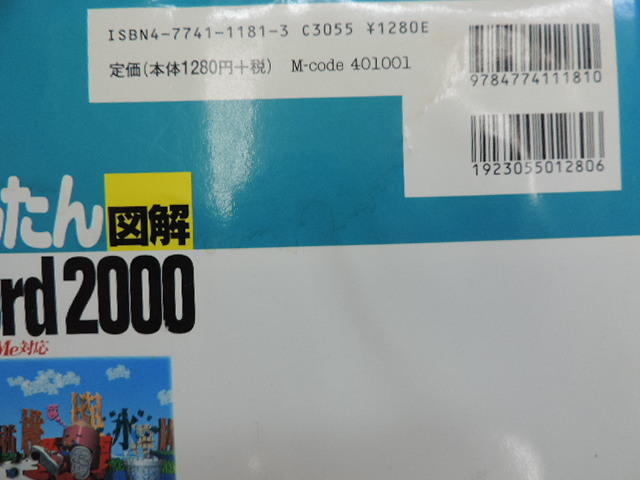 ISBN4-7741-1181-3 C3055 ¥1280E
定価(本体1280円+税) M-code 401001
9784774111810
1923055012806
たん図解
rd 2000
Me対応